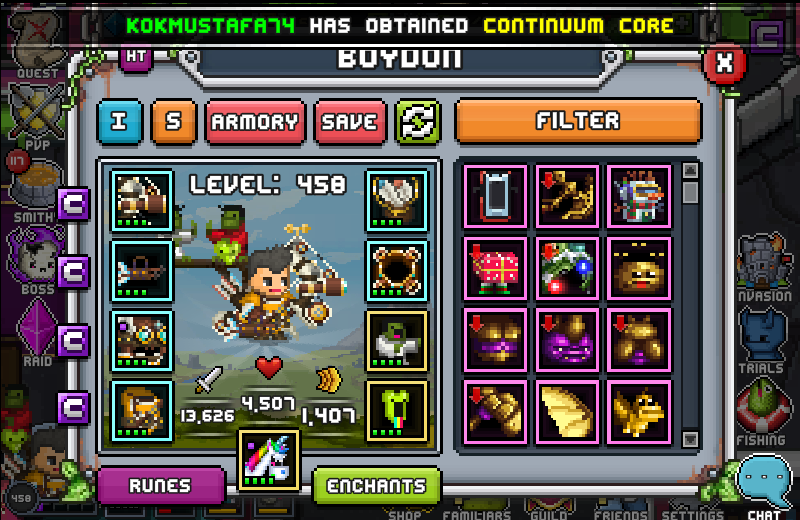 KOKMUSTAFA74 HAS OBTAINED CONTINUUM CORE
BOYDON
HT
X
QUEST
PVP
117
SMITH
BOSS
RAID
458
C
C
C
C
C
I
S
ARMORY
SAVE
FILTER
LEVEL: 458
13,626
4,507
1,407
RUNES
ENCHANTS
NVASION
TRIALS
FISHING
SHOP
FAMILIARS
GUILD
FRIENDS
SETTINGS
CHAT